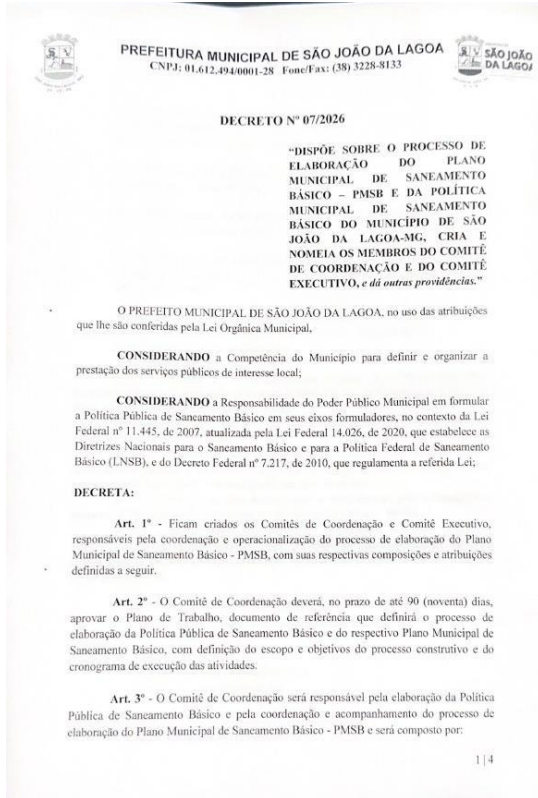 PREFEITURA MUNICIPAL DE SÃO JOÃO DA LAGOA
CNPJ: 01.612.494/0001-28 Fone/Fax: (38) 3228-8133
SÃO JOÃO
DA LAGOA
DECRETO Nº 07/2026
“DISPÕE SOBRE O PROCESSO DE
ELABORAÇÃO DO PLANO
MUNICIPAL DE SANEAMENTO
BÁSICO – PMSB E DA POLÍTICA
MUNICIPAL DE SANEAMENTO
BÁSICO DO MUNICÍPIO DE SÃO
JOÃO DA LAGOA-MG, CRIA E
NOMEIA OS MEMBROS DO COMITÊ
DE COORDENAÇÃO E DO COMITÊ
EXECUTIVO, e dá outras providências.”
O PREFEITO MUNICIPAL DE SÃO JOÃO DA LAGOA, no uso das atribuições
que lhe são conferidas pela Lei Orgânica Municipal,
CONSIDERANDO a Competência do Município para definir e organizar a
prestação dos serviços públicos de interesse local;
CONSIDERANDO a Responsabilidade do Poder Público Municipal em formular
a Política Pública de Saneamento Básico em seus eixos formuladores, no contexto da Lei
Federal nº 11.445, de 2007, atualizada pela Lei Federal 14.026, de 2020, que estabelece as
Diretrizes Nacionais para o Saneamento Básico e para a Política Federal de Saneamento
Básico (LNSB), e do Decreto Federal nº 7.217, de 2010, que regulamenta a referida Lei;
DECRETA:
Art. 1º - Ficam criados os Comitês de Coordenação e Comitê Executivo,
responsáveis pela coordenação e operacionalização do processo de elaboração do Plano
Municipal de Saneamento Básico - PMSB, com suas respectivas composições e atribuições
definidas a seguir.
Art. 2º - O Comitê de Coordenação deverá, no prazo de até 90 (noventa) dias,
aprovar o Plano de Trabalho, documento de referência que definirá o processo de
elaboração da Política Pública de Saneamento Básico e do respectivo Plano Municipal de
Saneamento Básico, com definição do escopo e objetivos do processo construtivo e do
cronograma de execução das atividades.
Art. 3º - O Comitê de Coordenação será responsável pela elaboração da Política
Pública de Saneamento Básico e pela coordenação e acompanhamento do processo de
elaboração do Plano Municipal de Saneamento Básico - PMSB e será composto por:
1 | 4